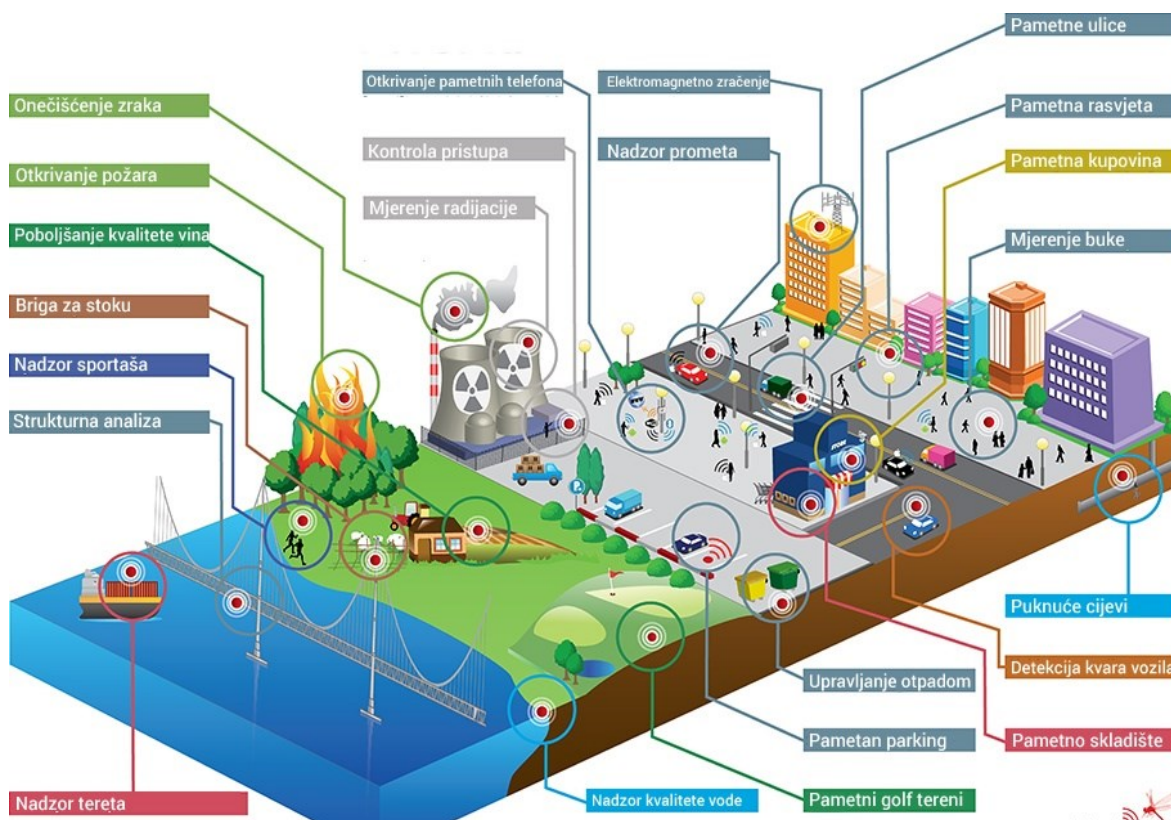 Pametne ulice
Otkrivanje pametnih telefona
Elektromagnetno zračenje
Onečišćenje zraka
Pametna rasvjeta
Kontrola pristupa
Nadzor prometa
Pametna kupovina
Otkrivanje požara
Mjerenje radijacije
Poboljšanje kvalitete vina
Mjerenje buke
Briga za stoku
Nadzor sportaša
Strukturna analiza
STORE
P
Puknuće cijevi
Upravljanje otpadom
Detekcija kvara vozila
Pametan parking
Pametno skladište
Nadzor tereta
Nadzor kvalitete vode
Pametni golf tereni